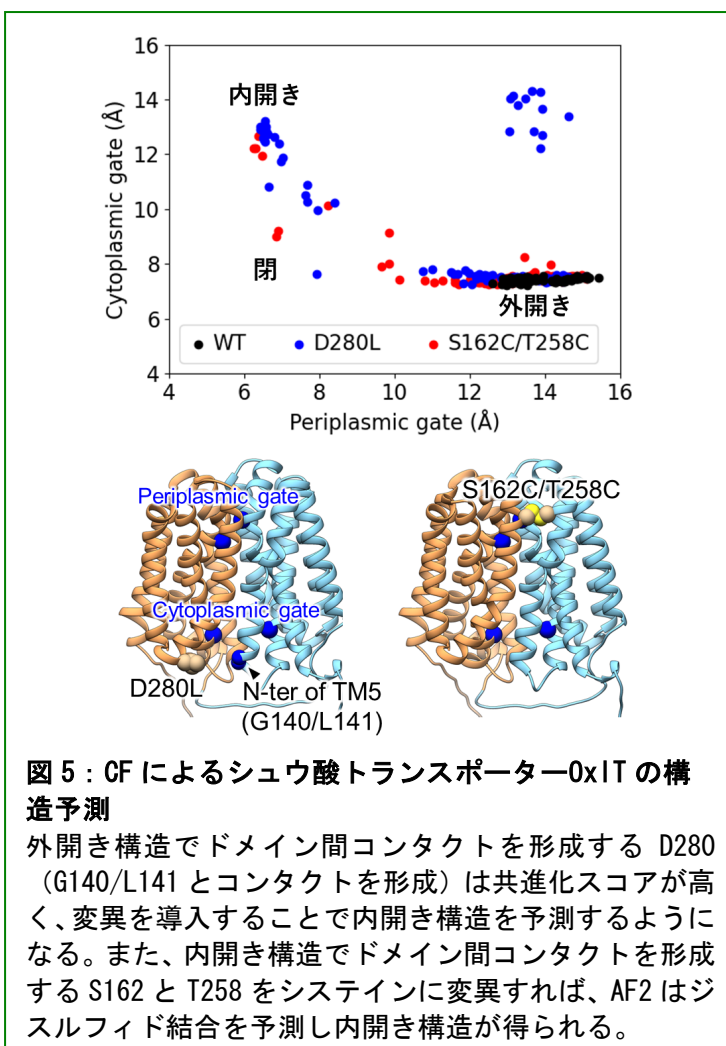 16
14
12
10
8
6
4
Cytoplasmic gate (Å)
内開き
閉
外開き
WT D280L S162C/T258C
4 6 8 10 12 14 16
Periplasmic gate (Å)
Periplasmic gate
Cytoplasmic gate
D280L
N-ter of TM5
(G140/L141)
S162C/T258C
図5：CFによるシュウ酸トランスポーターOxlTの構
造予測
外開き構造でドメイン間コンタクトを形成する D280
（G140/L141 とコンタクトを形成）は共進化スコアが高
く、変異を導入することで内開き構造を予測するように
なる。また、内開き構造でドメイン間コンタクトを形成
する S162 と T258 をシステインに変異すれば、AF2 はジ
スルフィド結合を予測し内開き構造が得られる。